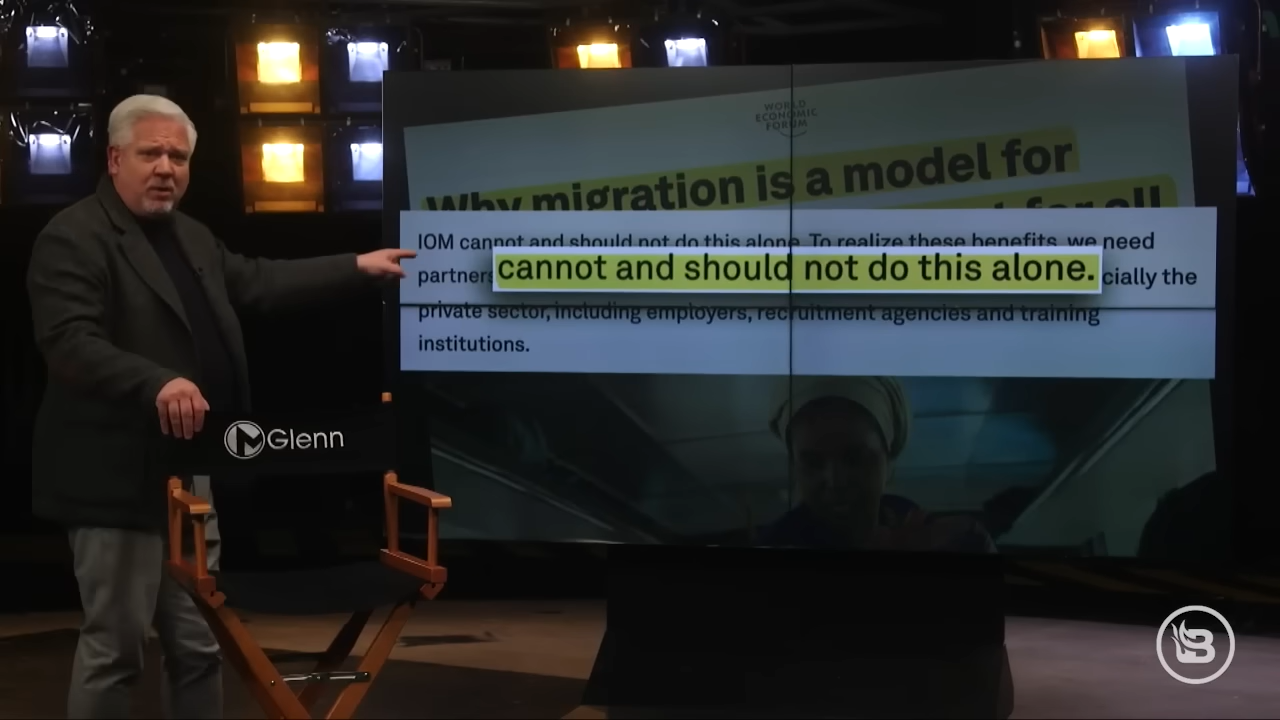 WORLD
ECONOMIC
FORUM
Why migration is a model for
for all
IOM cannot and should not do this alone. To realize these benefits, we need
partners
cannot and should not do this alone.
cially the
private sector, including employers, recruitment agencies and training
institutions.
Glenn
B